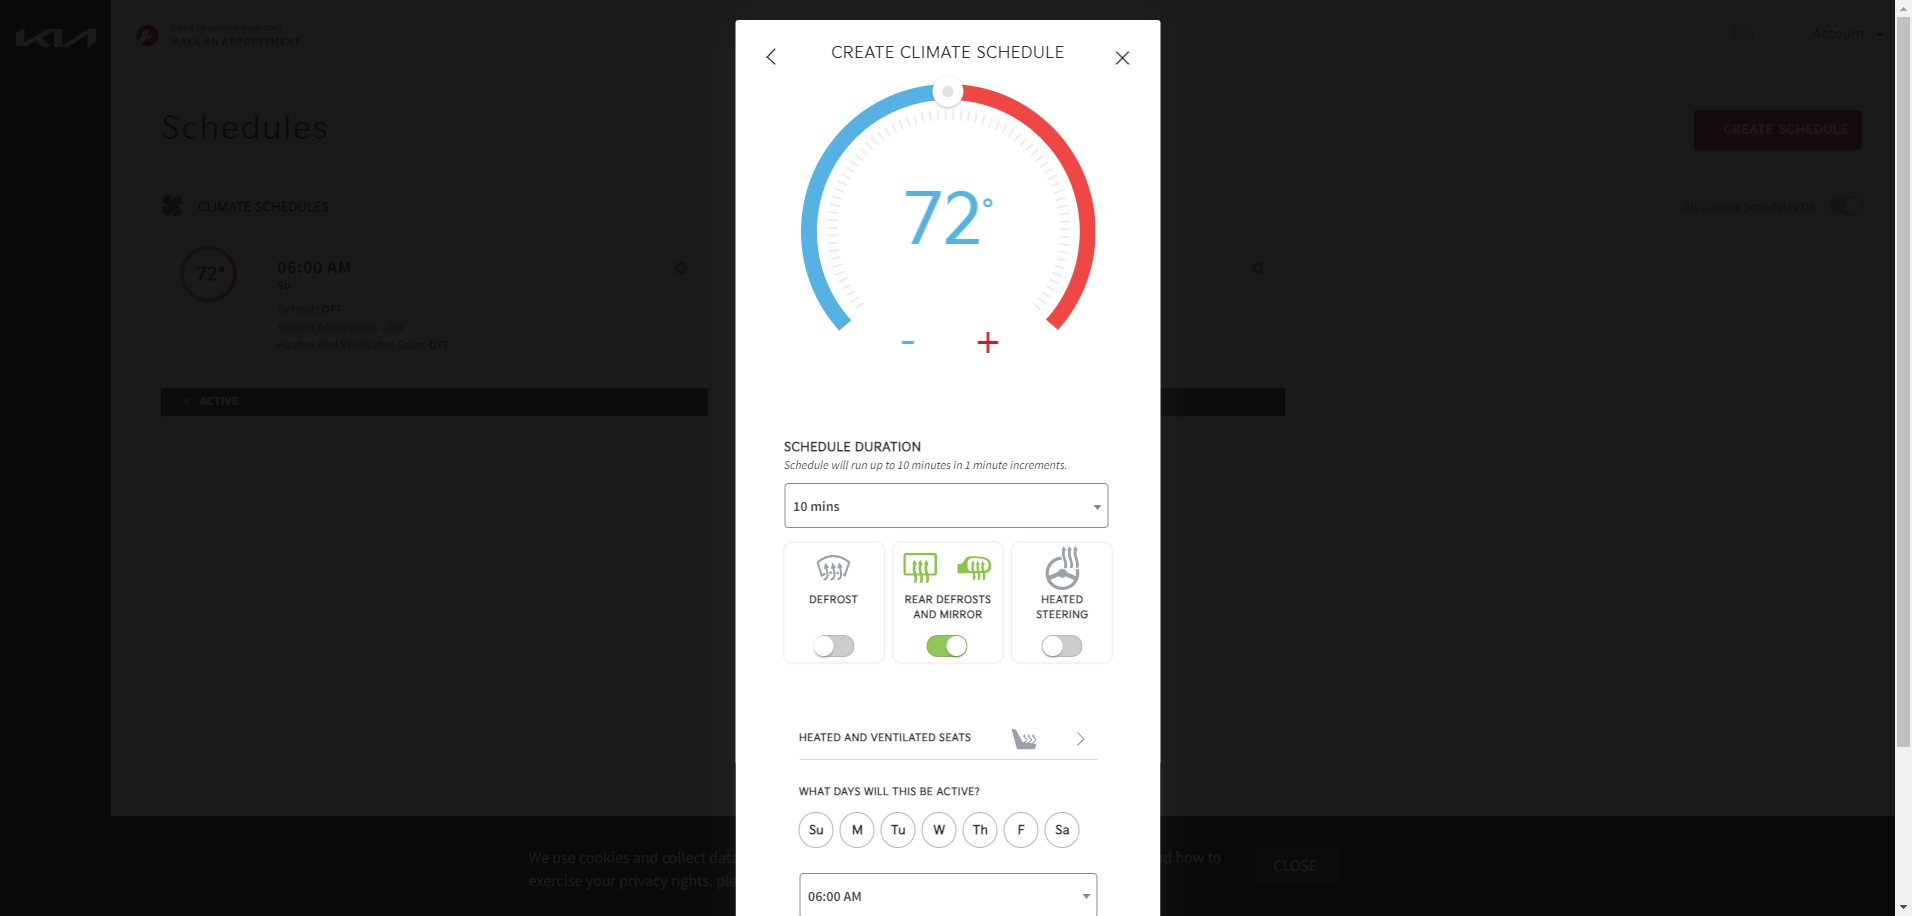 KIA
Need to service your car?
MAKE AN APPOINTMENT
Account
Schedules
CREATE SCHEDULE
CLIMATE SCHEDULES
All Climate Schedules On
72°
06:00 AM
Su
Defrost: OFF
Heated Accessories : ON
Heated And Ventilated Seats OFF
ACTIVE
CREATE CLIMATE SCHEDULE
72°
- +
SCHEDULE DURATION
Schedule will run up to 10 minutes in 1 minute increments.
10 mins
DEFROST
REAR DEFROSTS
AND MIRROR
HEATED
STEERING
HEATED AND VENTILATED SEATS
WHAT DAYS WILL THIS BE ACTIVE?
Su M Tu W Th F Sa
06:00 AM
We use cookies and collect data
d how to
exercise your privacy rights, ple
CLOSE